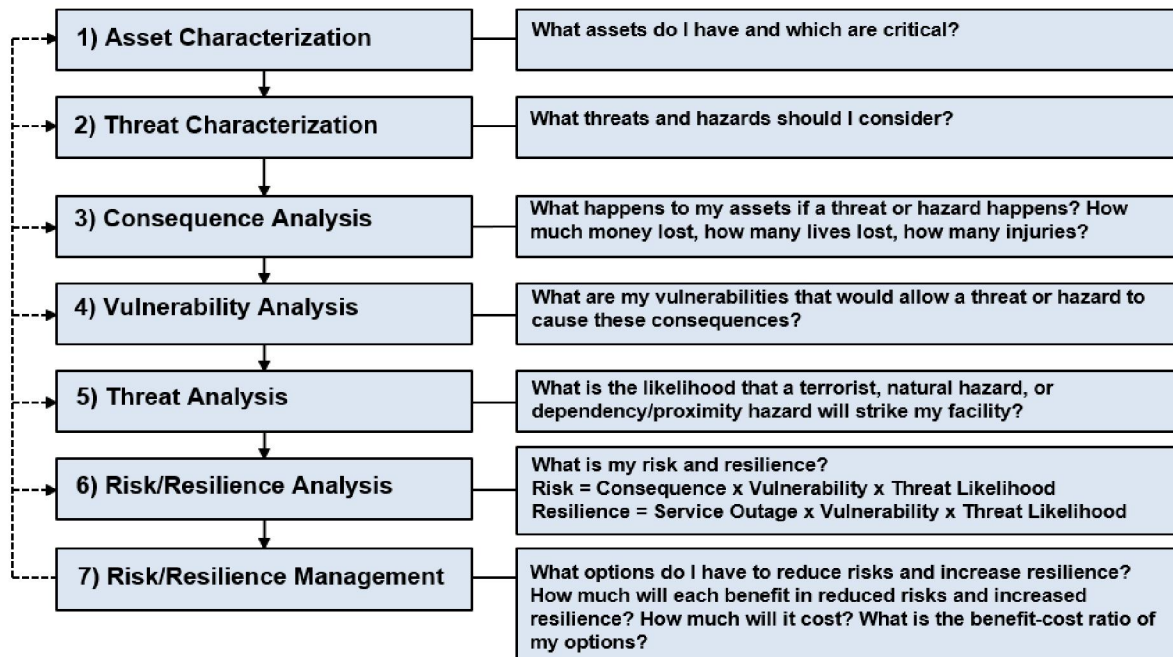 1) Asset Characterization
What assets do I have and which are critical?
2) Threat Characterization
What threats and hazards should I consider?
3) Consequence Analysis
What happens to my assets if a threat or hazard happens? How
much money lost, how many lives lost, how many injuries?
4) Vulnerability Analysis
What are my vulnerabilities that would allow a threat or hazard to
cause these consequences?
5) Threat Analysis
What is the likelihood that a terrorist, natural hazard, or
dependency/proximity hazard will strike my facility?
6) Risk/Resilience Analysis
What is my risk and resilience?
Risk = Consequence x Vulnerability x Threat Likelihood
Resilience = Service Outage x Vulnerability x Threat Likelihood
7) Risk/Resilience Management
What options do I have to reduce risks and increase resilience?
How much will each benefit in reduced risks and increased
resilience? How much will it cost? What is the benefit-cost ratio of
my options?